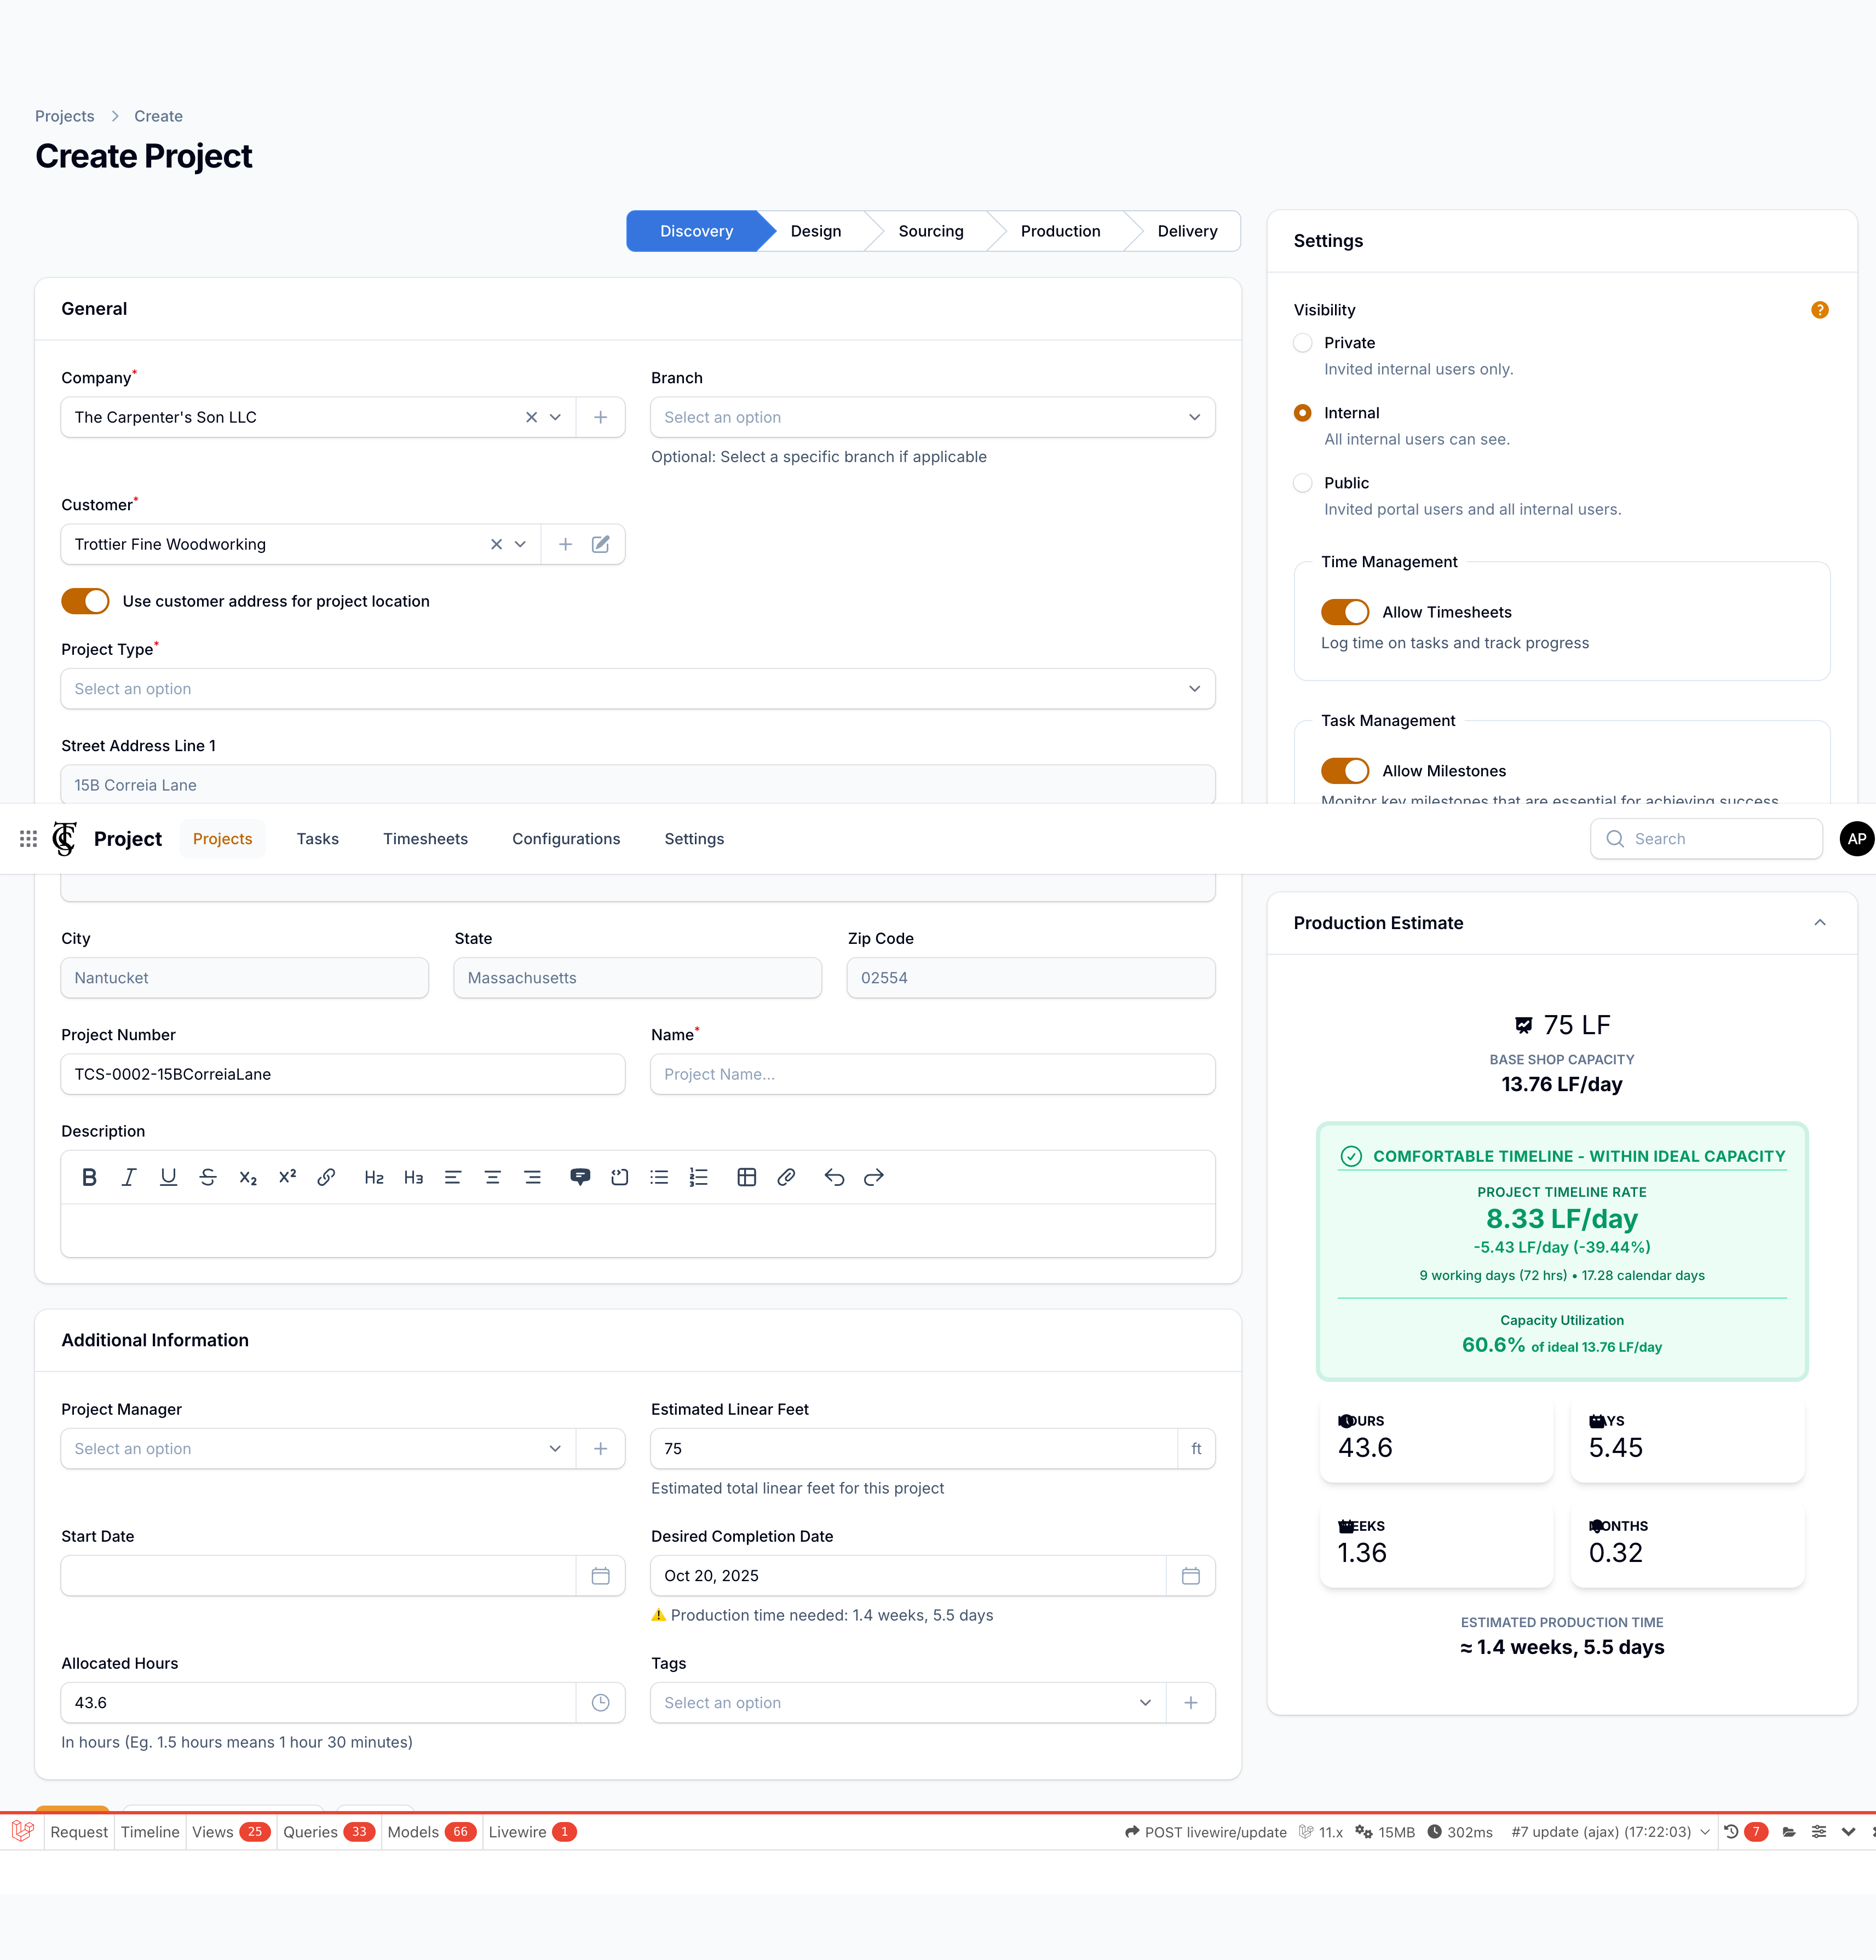 Projects > Create
Create Project
Discovery
Design
Sourcing
Production
Delivery
General
Company*
The Carpenter's Son LLC
Branch
Select an option
Optional: Select a specific branch if applicable
Customer*
Trottier Fine Woodworking
Use customer address for project location
Project Type*
Select an option
Street Address Line 1
15B Correia Lane
Settings
Visibility
?
Private
Invited internal users only.
Internal
All internal users can see.
Public
Invited portal users and all internal users.
Time Management
Allow Timesheets
Log time on tasks and track progress
Task Management
Allow Milestones
Monitor key milestones that are essential for achieving success
Project
Projects
Tasks
Timesheets
Configurations
Settings
Search
AP
City
Nantucket
State
Massachusetts
Zip Code
02554
Project Number
TCS-0002-15BCorreiaLane
Name*
Project Name...
Description
B I U S x₂ x² H2 H3
Additional Information
Project Manager
Select an option
Estimated Linear Feet
75
ft
Estimated total linear feet for this project
Start Date
Desired Completion Date
Oct 20, 2025
⚠ Production time needed: 1.4 weeks, 5.5 days
Allocated Hours
43.6
In hours (Eg. 1.5 hours means 1 hour 30 minutes)
Tags
Select an option
Production Estimate
75 LF
BASE SHOP CAPACITY
13.76 LF/day
COMFORTABLE TIMELINE - WITHIN IDEAL CAPACITY
PROJECT TIMELINE RATE
8.33 LF/day
-5.43 LF/day (-39.44%)
9 working days (72 hrs) • 17.28 calendar days
Capacity Utilization
60.6% of ideal 13.76 LF/day
43.6
5.45
1.36
0.32
ESTIMATED PRODUCTION TIME
≈ 1.4 weeks, 5.5 days
Request
Timeline
Views 25
Queries 33
Models 66
Livewire 1
POST livewire/update
11.x
15MB
302ms
#7 update (ajax) (17:22:03)
7